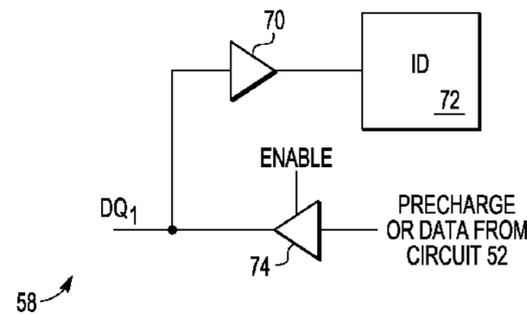 70
ID
72
ENABLE
DQ1
PRECHARGE
OR DATA FROM
CIRCUIT 52
74
58